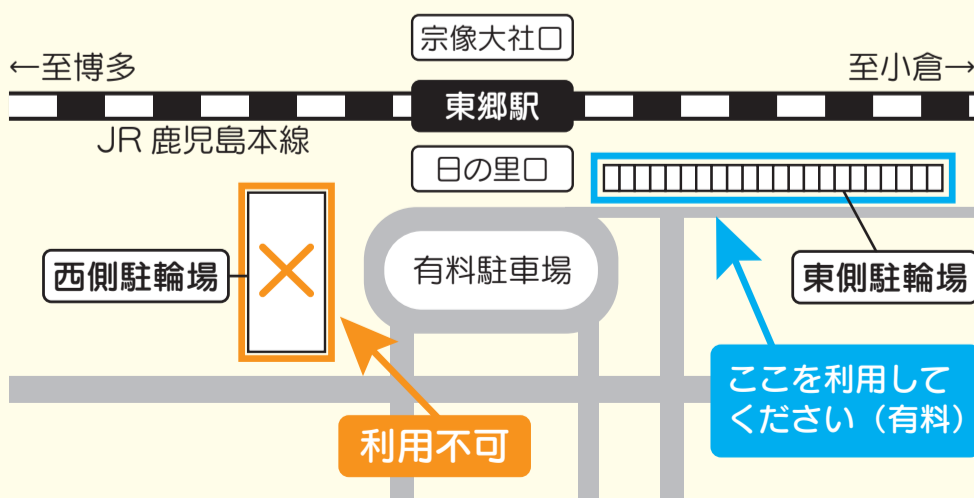 宗像大社口
←至博多
至小倉→
東郷駅
JR 鹿児島本線
日の里口
西側駐輪場
有料駐車場
東側駐輪場
ここを利用して
ください（有料）
利用不可